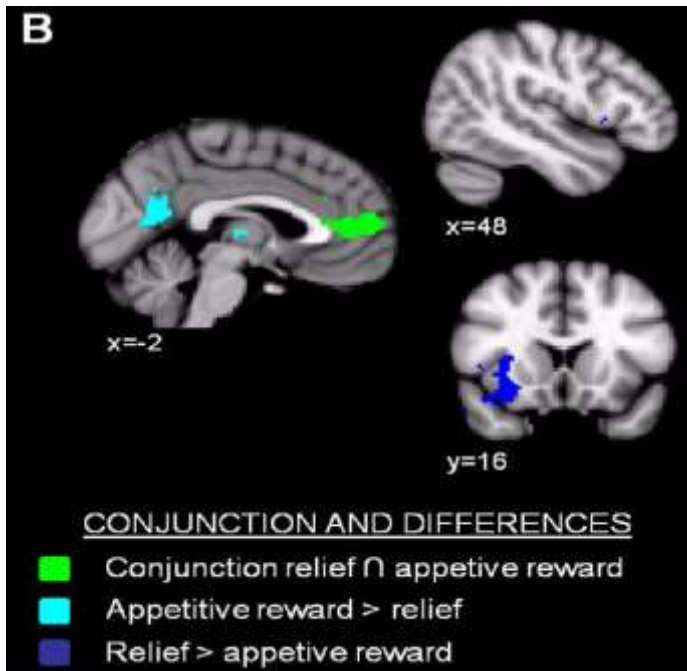 B
x=48
x=-2
y=16
CONJUNCTION AND DIFFERENCES
Conjunction relief ∩ appetive reward
Appetitive reward > relief
Relief > appetive reward